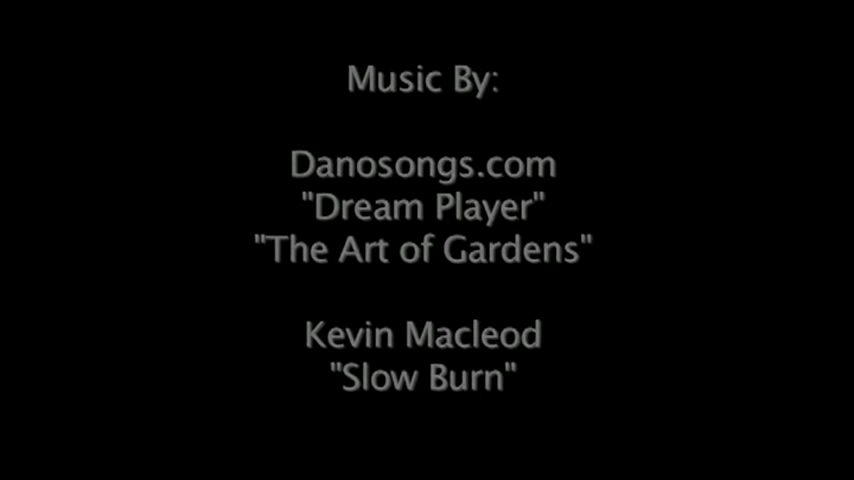 Music By:
Danosongs.com
"Dream Player"
"The Art of Gardens"
Kevin Macleod
"Slow Burn"